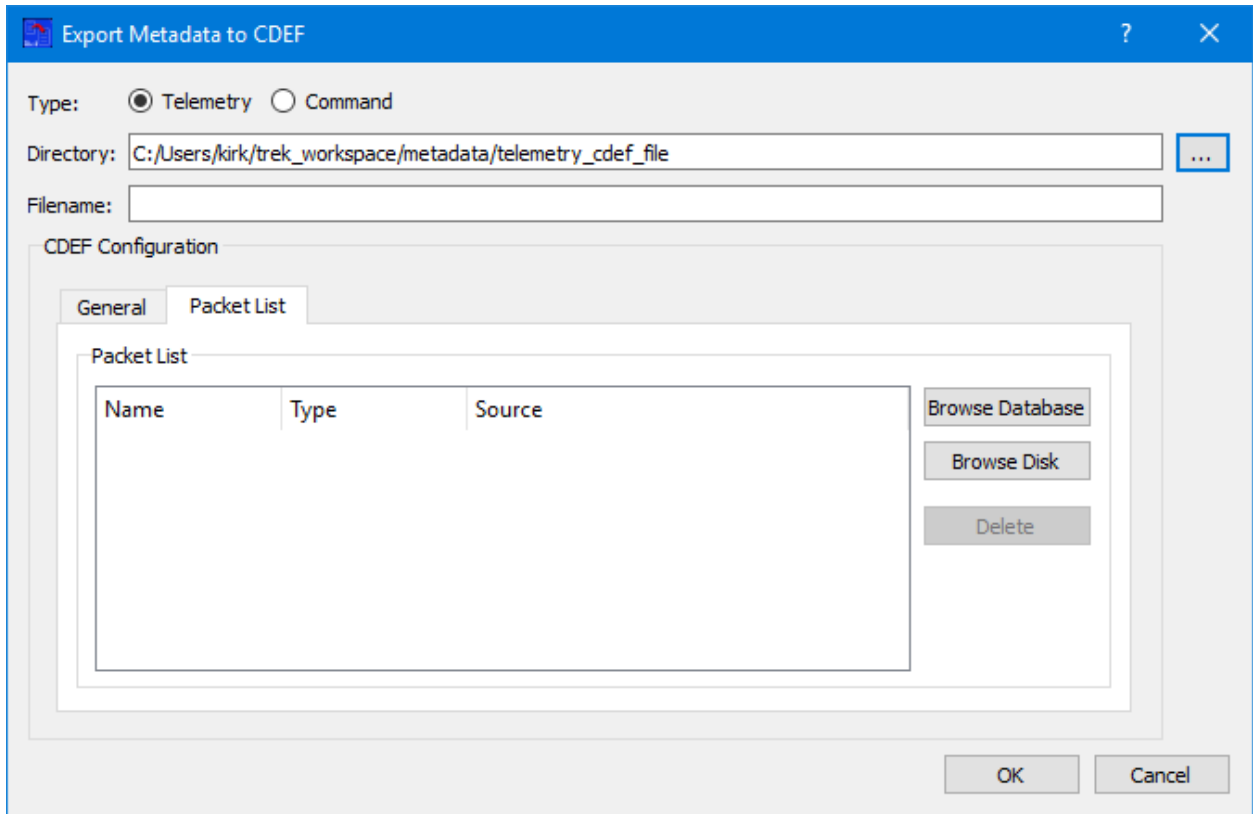 Export Metadata to CDEF ?
Type: Telemetry Command
Directory: C:/Users/kirk/trek_workspace/metadata/telemetry_cdef_file ...
Filename:
CDEF Configuration
General Packet List
Packet List
Name Type Source Browse Database
Browse Disk
Delete
OK Cancel